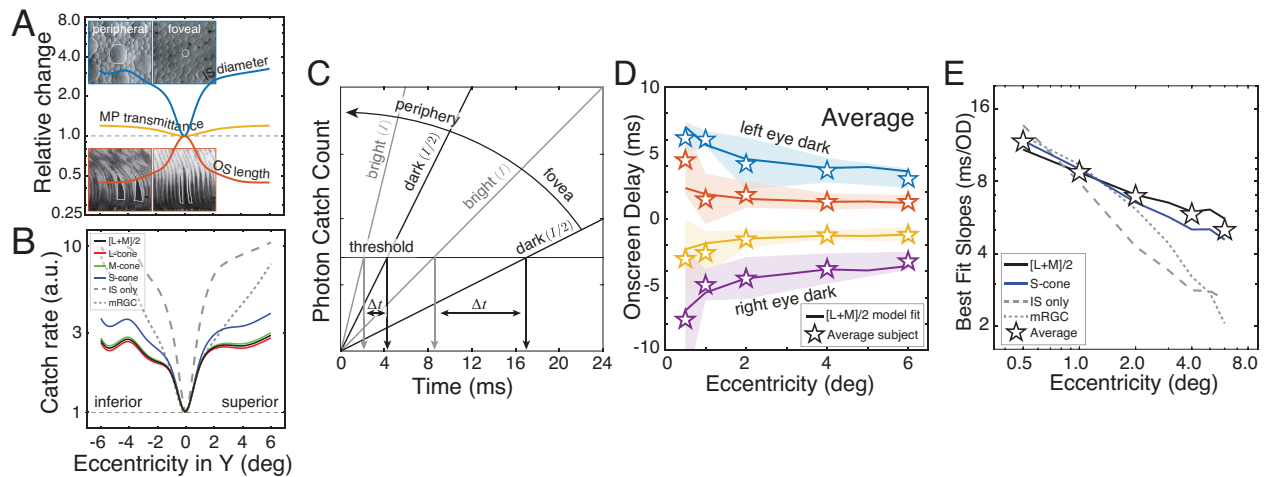 A
Relative change
8.0
4.0
2.0
1.0
0.5
0.25
peripheral
foveal
IS diameter
MP transmittance
OS length
B
Catch rate (a.u.)
10
3
1
[L+M]/2
L-cone
M-cone
S-cone
IS only
mRGC
inferior
superior
-6 -4 -2 0 2 4 6
Eccentricity in Y (deg)
C
Photon Catch Count
periphery
bright (I)
dark (I/2)
bright (I)
fovea
dark (I/2)
threshold
Δt
Δt
0 4 8 12 16 20 24
Time (ms)
D
Onscreen Delay (ms)
10
5
0
-5
-10
Average
left eye dark
right eye dark
[L+M]/2 model fit
Average subject
0 2 4 6
Eccentricity (deg)
E
Best Fit Slopes (ms/OD)
16
8
4
2
[L+M]/2
S-cone
IS only
mRGC
Average
0.5 1.0 2.0 4.0 8.0
Eccentricity (deg)